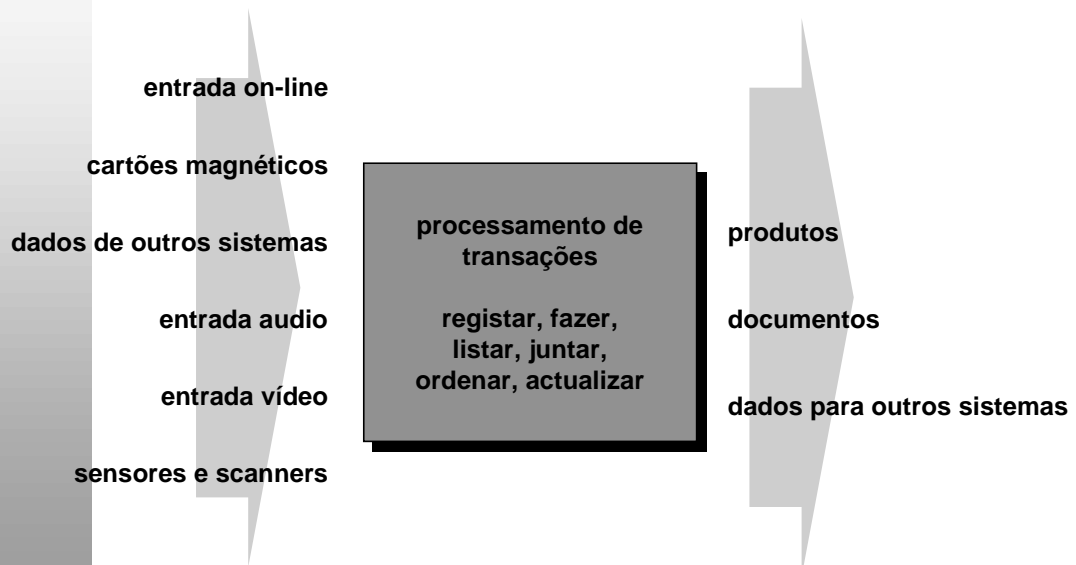 entrada on-line
cartões magnéticos
dados de outros sistemas
entrada audio
entrada vídeo
sensores e scanners
processamento de
transações
registar, fazer,
listar, juntar,
ordenar, actualizar
produtos
documentos
dados para outros sistemas